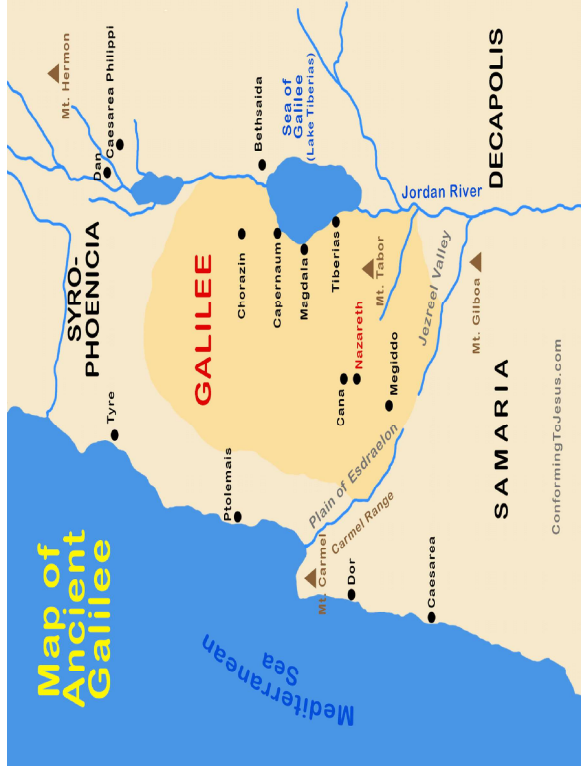 Map of
Ancient
Galilee
Mediterranean
Sea
Tyre
Ptolemais
SYRO-
PHOENICIA
Mt. Hermon
Dan
Caesarea Philippi
GALILEE
Chorazin
Capernaum
Magdala
Tiberias
Bethsaida
Sea of
Galilee
(Lake Tiberias)
Cana
Nazareth
Megiddo
Mt. Tabor
Jezreel Valley
Jordan River
DECAPOLIS
Mt. Gilboa
Plain of Esdraelon
Carmel Range
Mt. Carmel
Dor
Caesarea
SAMARIA
ConformingToJesus.com